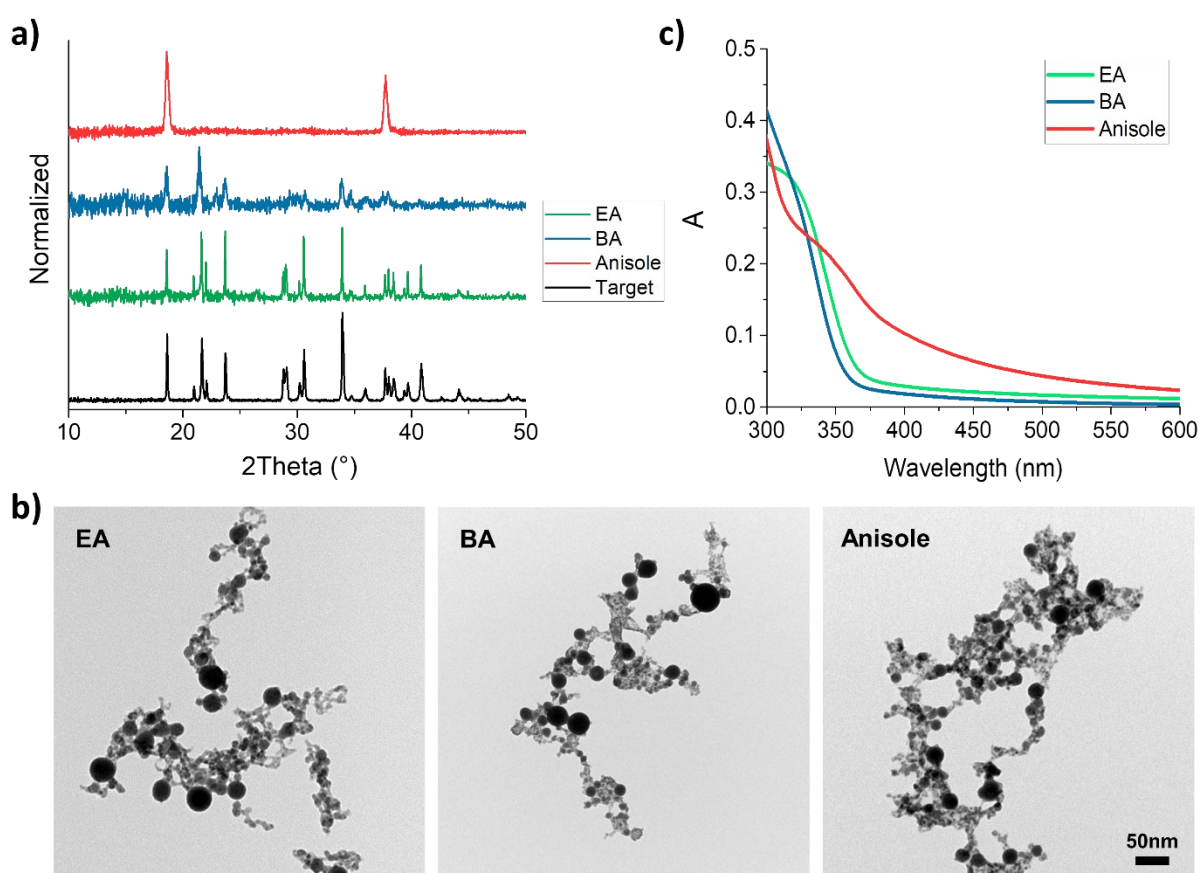 a)
Normalized
EA
BA
Anisole
Target
10 20 30 40 50
2Theta (°)
c)
0.5
0.4
0.3
0.2
0.1
0.0
A
EA
BA
Anisole
300 350 400 450 500 550 600
Wavelength (nm)
b)
EA
BA
Anisole
50nm